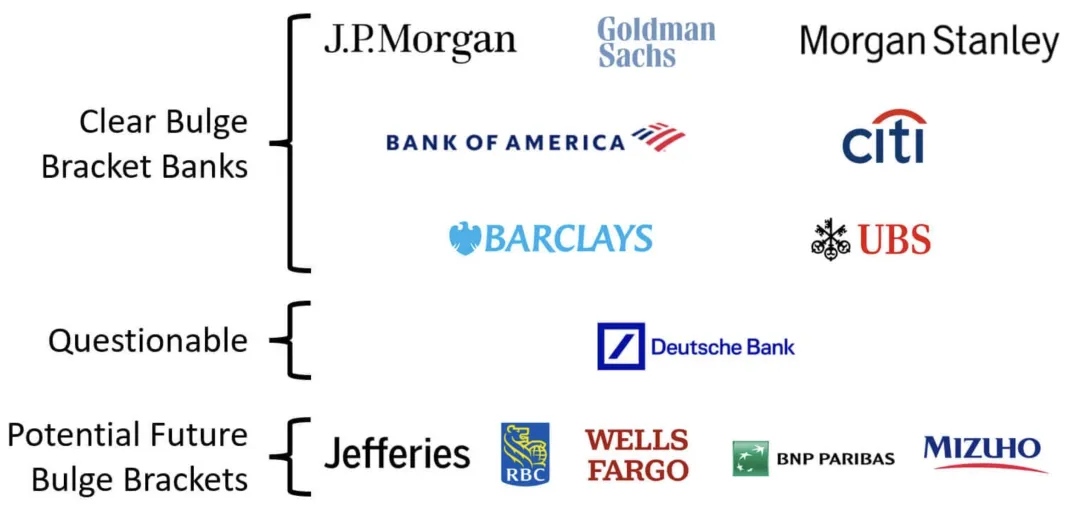 J.P.Morgan
Goldman
Sachs
Morgan Stanley
Clear Bulge
Bracket Banks
BANK OF AMERICA
citi
BARCLAYS
UBS
Questionable
Deutsche Bank
Potential Future
Bulge Brackets
Jefferies
RBC
WELLS
FARGO
BNP PARIBAS
MIZUHO